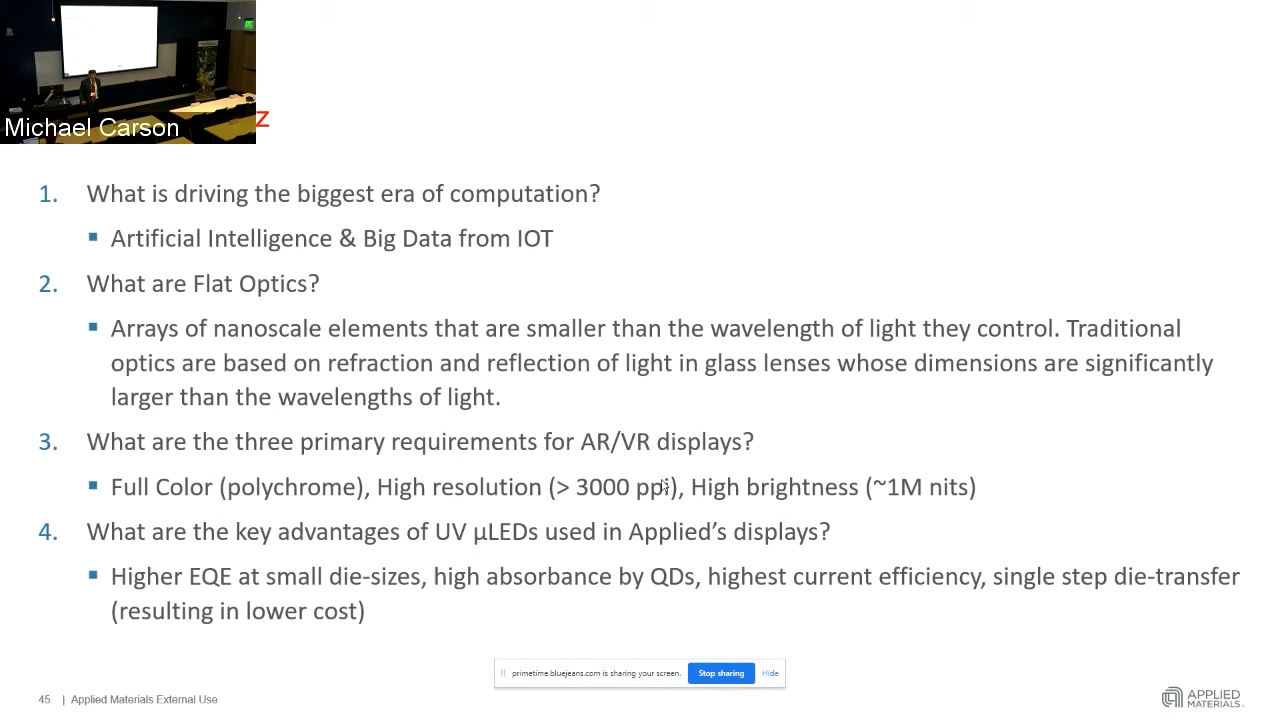 Michael Carson
z
1. What is driving the biggest era of computation?
▪ Artificial Intelligence & Big Data from IOT
2. What are Flat Optics?
▪ Arrays of nanoscale elements that are smaller than the wavelength of light they control. Traditional
optics are based on refraction and reflection of light in glass lenses whose dimensions are significantly
larger than the wavelengths of light.
3. What are the three primary requirements for AR/VR displays?
▪ Full Color (polychrome), High resolution (> 3000 ppi), High brightness (~1M nits)
4. What are the key advantages of UV µLEDs used in Applied's displays?
▪ Higher EQE at small die-sizes, high absorbance by QDs, highest current efficiency, single step die-transfer
(resulting in lower cost)
primetime.bluejeans.com is sharing your screen. Stop sharing Hide
45 | Applied Materials External Use
APPLIED
MATERIALS